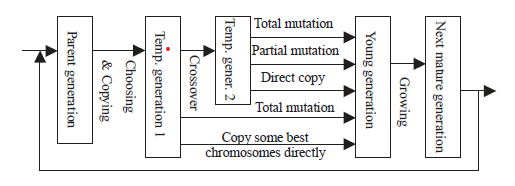 Parent generation
Choosing
& Copying
Temp. generation 1
Crossover
Temp. gener. 2
Total mutation
Partial mutation
Direct copy
Total mutation
Copy some best
chromosomes directly
Young generation
Growing
Next mature generation